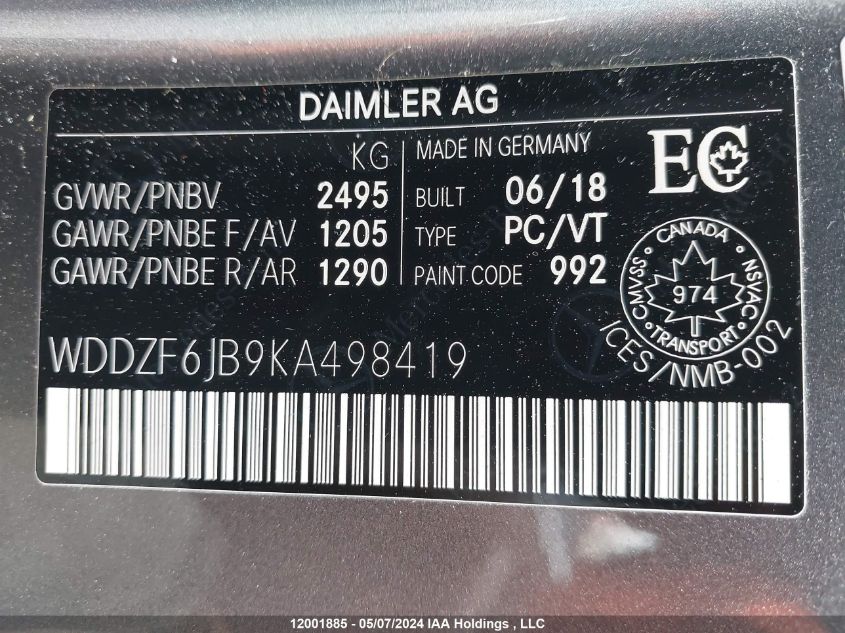 DAIMLER AG
KG
GVWR/PNBV 2495
GAWR/PNBE F/AV 1205
GAWR/PNBE R/AR 1290
MADE IN GERMANY
BUILT 06/18
TYPE PC/VT
PAINT CODE 992
EC
CANADA
CMVSS 974 NSVAC
TRANSPORT
ICES/NMB-002
WDDZF6JB9KA498419
12001885 - 05/07/2024 IAA Holdings , LLC